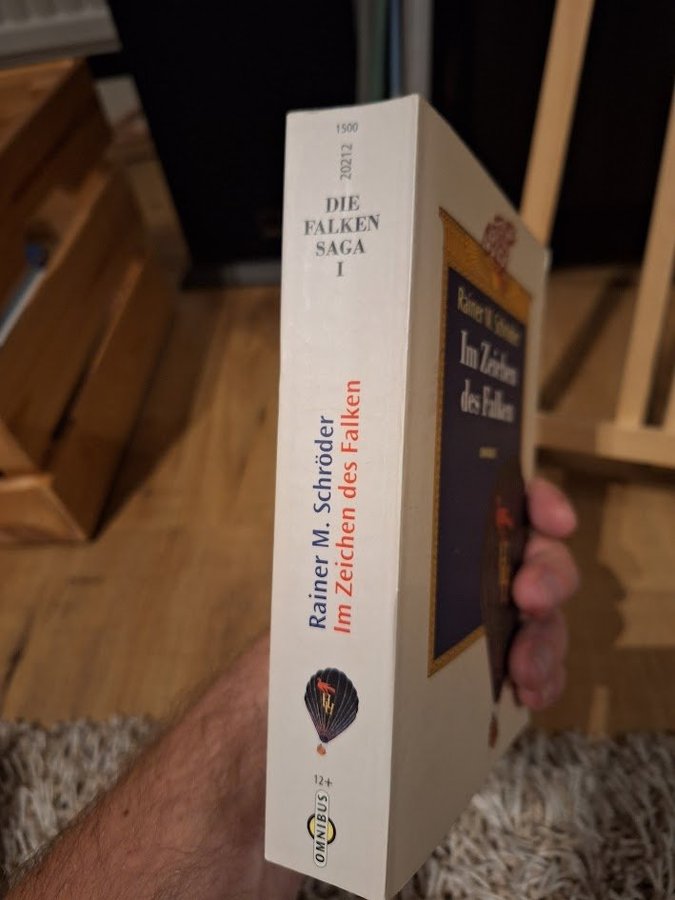 1500
20212
DIE
FALKEN
SAGA
I
Rainer M. Schröder
Im Zeichen des Falken
12+
OMNIBUS
Rainer M. Schröder
Im Zeichen
des Falken